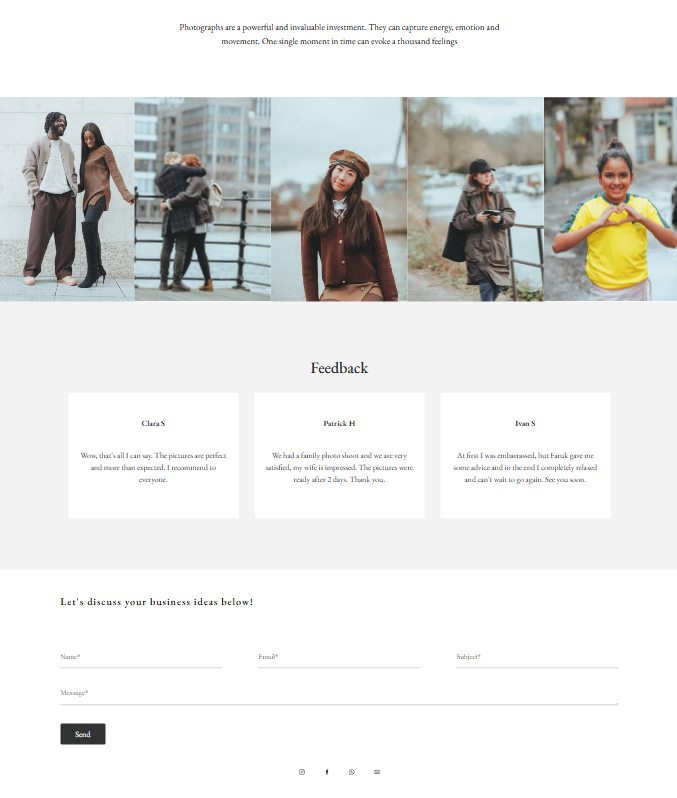 Photographs are a powerful and invaluable investment. They can capture energy, emotion and
movement. One single moment in time can evoke a thousand feelings
Feedback
Clara S
Wow, that's all I can say. The pictures are perfect
and more than expected. I recommend to
everyone.
Patrick H
We had a family photo shoot and we are very
satisfied, my wife is impressed. The pictures were
ready after 2 days. Thank you.
Ivan S
At first I was embarrassed, but Faruk gave me
some advice and in the end I completely relaxed
and can't wait to go again. See you soon.
Let's discuss your business ideas below!
Name*
Email*
Subject*
Message*
Send